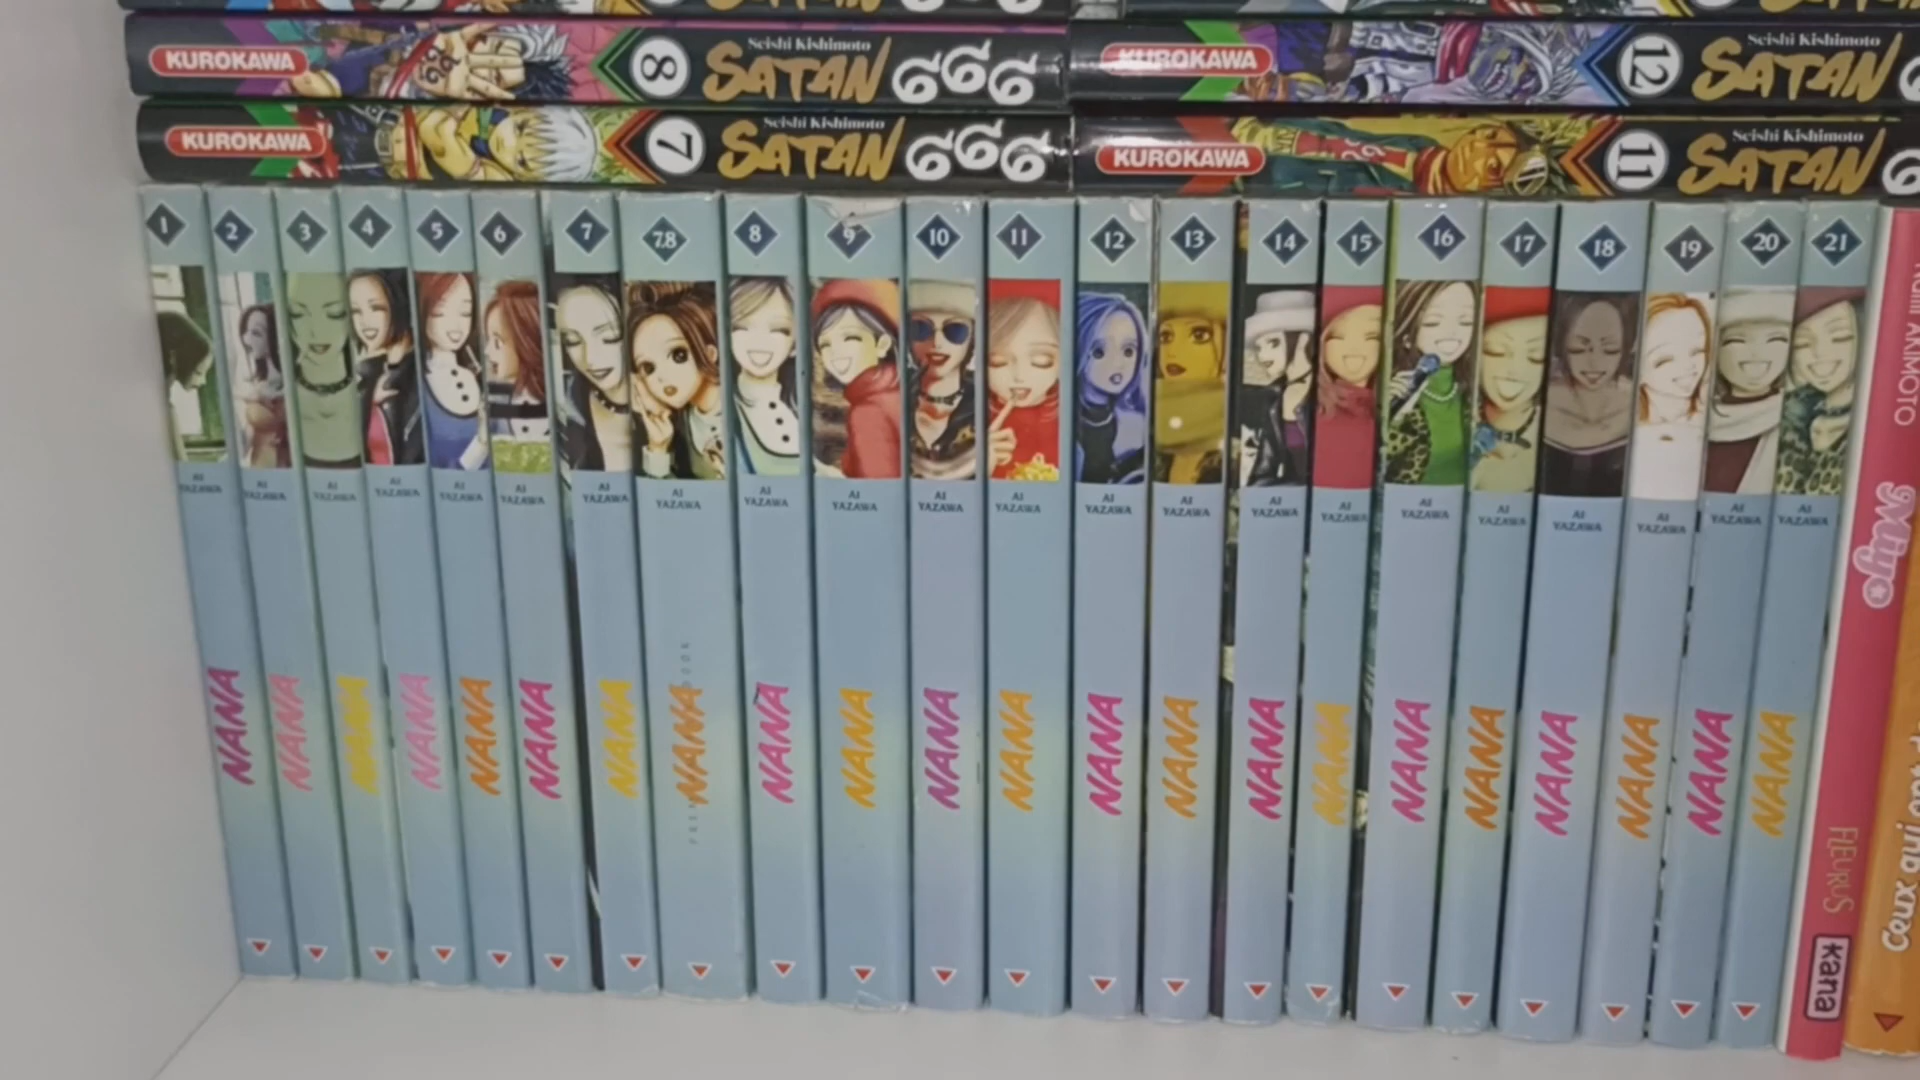 KUROKAWA 8 Seishi Kishimoto SATAN 666
KUROKAWA 12 Seishi Kishimoto SATAN
KUROKAWA 7 Seishi Kishimoto SATAN 666
KUROKAWA 11 Seishi Kishimoto SATAN
1 AI YAZAWA NANA
2 AI YAZAWA NANA
3 AI YAZAWA NANA
4 AI YAZAWA NANA
5 AI YAZAWA NANA
6 AI YAZAWA NANA
7 AI YAZAWA NANA
7.8 AI YAZAWA NANA
8 AI YAZAWA NANA
9 AI YAZAWA NANA
10 AI YAZAWA NANA
11 AI YAZAWA NANA
12 AI YAZAWA NANA
13 AI YAZAWA NANA
14 AI YAZAWA NANA
15 AI YAZAWA NANA
16 AI YAZAWA NANA
17 AI YAZAWA NANA
18 AI YAZAWA NANA
19 AI YAZAWA NANA
20 AI YAZAWA NANA
21 AI YAZAWA NANA
AKIMOTO
FLEURUS
kana
Ceux qui ont